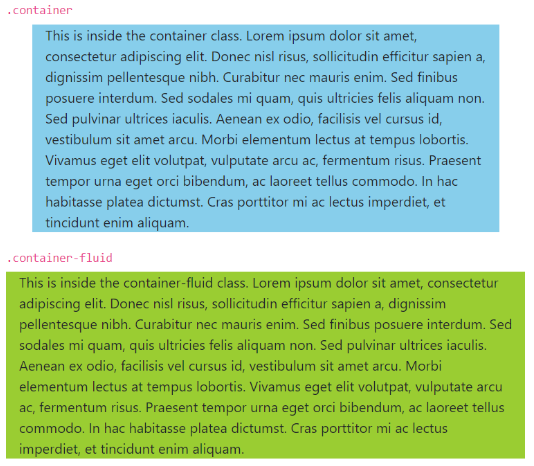 .container
This is inside the container class. Lorem ipsum dolor sit amet,
consectetur adipiscing elit. Donec nisl risus, sollicitudin efficitur sapien a,
dignissim pellentesque nibh. Curabitur nec mauris enim. Sed finibus
posuere interdum. Sed sodales mi quam, quis ultricies felis aliquam non.
Sed pulvinar ultrices iaculis. Aenean ex odio, facilisis vel cursus id,
vestibulum sit amet arcu. Morbi elementum lectus at tempus lobortis.
Vivamus eget elit volutpat, vulputate arcu ac, fermentum risus. Praesent
tempor urna eget orci bibendum, ac laoreet tellus commodo. In hac
habitasse platea dictumst. Cras porttitor mi ac lectus imperdiet, et
tincidunt enim aliquam.
.container-fluid
This is inside the container-fluid class. Lorem ipsum dolor sit amet, consectetur
adipiscing elit. Donec nisl risus, sollicitudin efficitur sapien a, dignissim
pellentesque nibh. Curabitur nec mauris enim. Sed finibus posuere interdum. Sed
sodales mi quam, quis ultricies felis aliquam non. Sed pulvinar ultrices iaculis.
Aenean ex odio, facilisis vel cursus id, vestibulum sit amet arcu. Morbi
elementum lectus at tempus lobortis. Vivamus eget elit volutpat, vulputate arcu
ac, fermentum risus. Praesent tempor urna eget orci bibendum, ac laoreet tellus
commodo. In hac habitasse platea dictumst. Cras porttitor mi ac lectus
imperdiet, et tincidunt enim aliquam.